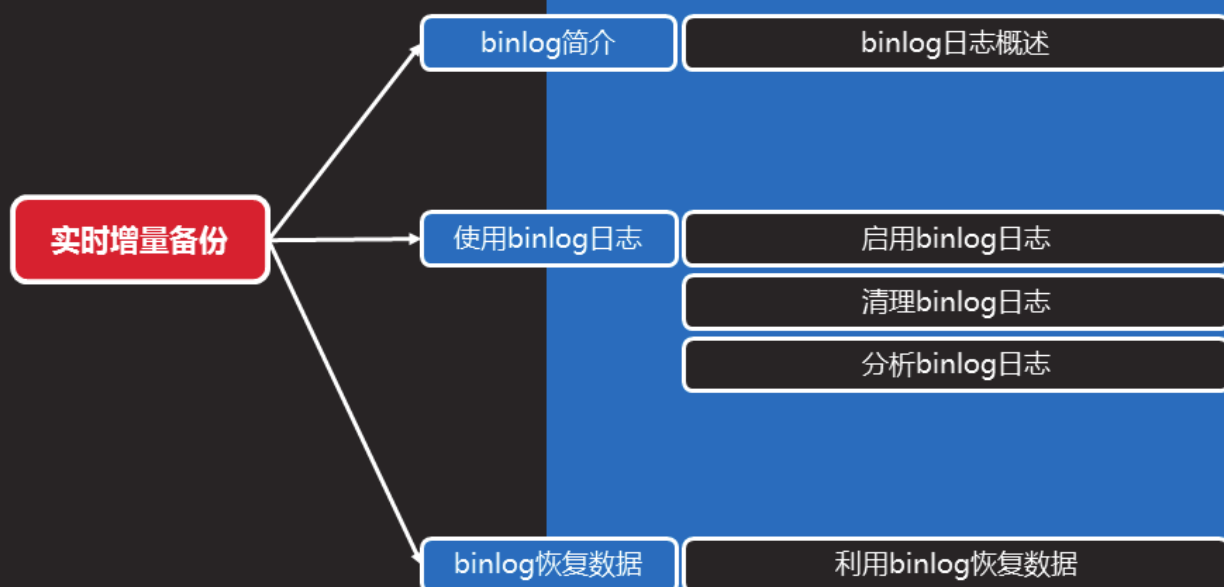 binlog简介
binlog日志概述
实时增量备份
使用binlog日志
启用binlog日志
清理binlog日志
分析binlog日志
binlog恢复数据
利用binlog恢复数据